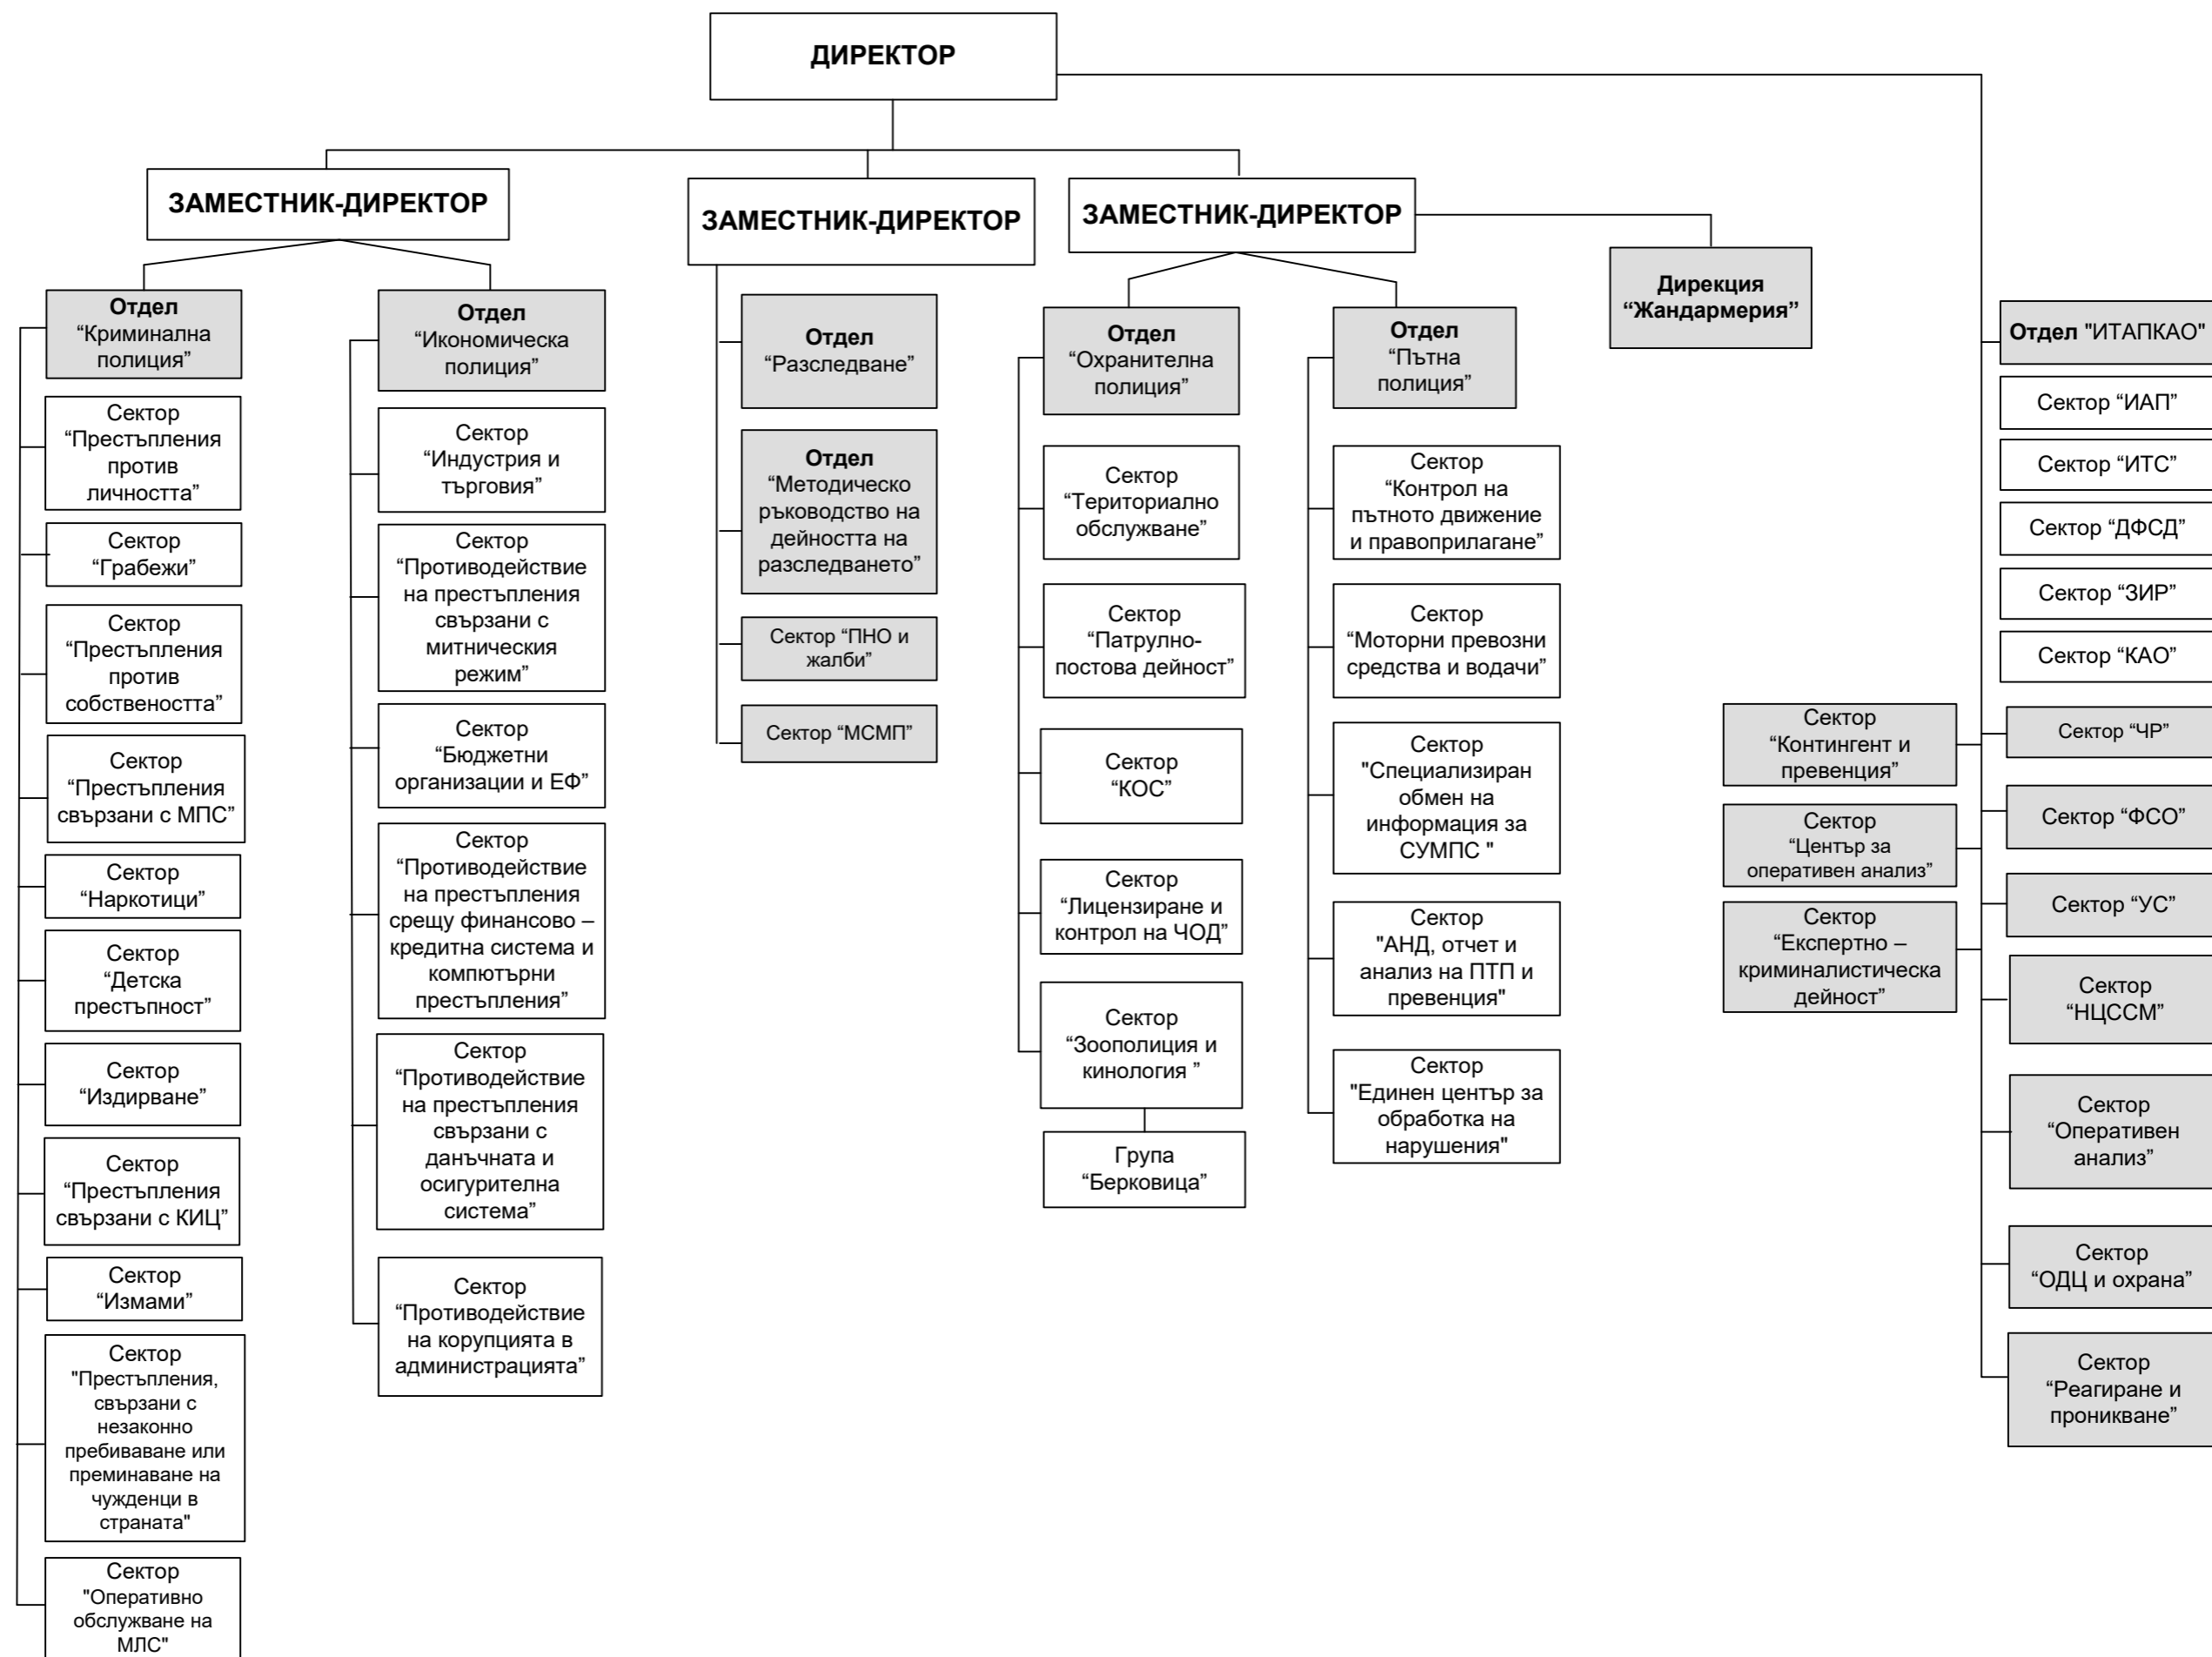 ДИРЕКТОР
ЗАМЕСТНИК-ДИРЕКТОР
ЗАМЕСТНИК-ДИРЕКТОР
ЗАМЕСТНИК-ДИРЕКТОР
Отдел
“Криминална
полиция”
Сектор
“Престъпления
против
личността”
Сектор
“Грабежи”
Сектор
“Престъпления
против
собствеността”
Сектор
“Престъпления
свързани с МПС”
Сектор
“Наркотици”
Сектор
“Детска
престъпност”
Сектор
“Издирване”
Сектор
“Престъпления
свързани с КИЦ”
Сектор
“Измами”
Сектор
"Престъпления,
свързани с
незаконно
пребиваване или
преминаване на
чужденци в
страната"
Сектор
"Оперативно
обслужване на
МЛС"
Отдел
“Икономическа
полиция”
Сектор
“Индустрия и
търговия”
Сектор
“Противодействие
на престъпления
свързани с
митническия
режим”
Сектор
“Бюджетни
организации и ЕФ”
Сектор
“Противодействие
на престъпления
срещу финансово –
кредитна система и
компютърни
престъпления”
Сектор
“Противодействие
на престъпления
свързани с
данъчната и
осигурителна
система”
Сектор
“Противодействие
на корупцията в
администрацията”
Отдел
“Разследване”
Отдел
“Методическо
ръководство на
дейността на
разследването”
Сектор “ПНО и
жалби”
Сектор “МСМП”
Отдел
“Охранителна
полиция”
Сектор
“Териториално
обслужване”
Сектор
“Патрулно-
постова дейност”
Сектор
“КОС”
Сектор
“Лицензиране и
контрол на ЧОД”
Сектор
“Зоополиция и
кинология ”
Група
“Берковица”
Отдел
“Пътна
полиция”
Сектор
“Контрол на
пътното движение
и правоприлагане”
Сектор
“Моторни превозни
средства и водачи”
Сектор
"Специализиран
обмен на
информация за
СУМПС "
Сектор
"АНД, отчет и
анализ на ПТП и
превенция"
Сектор
"Единен център за
обработка на
нарушения"
Дирекция
“Жандармерия”
Сектор
“Контингент и
превенция”
Сектор
“Център за
оперативен анализ”
Сектор
“Експертно –
криминалистическа
дейност”
Отдел "ИТАПКАО"
Сектор “ИАП”
Сектор “ИТС”
Сектор “ДФСД”
Сектор “ЗИР”
Сектор “КАО”
Сектор “ЧР”
Сектор “ФСО”
Сектор “УС”
Сектор
“НЦССМ”
Сектор
“Оперативен
анализ”
Сектор
“ОДЦ и охрана”
Сектор
“Реагиране и
проникване”